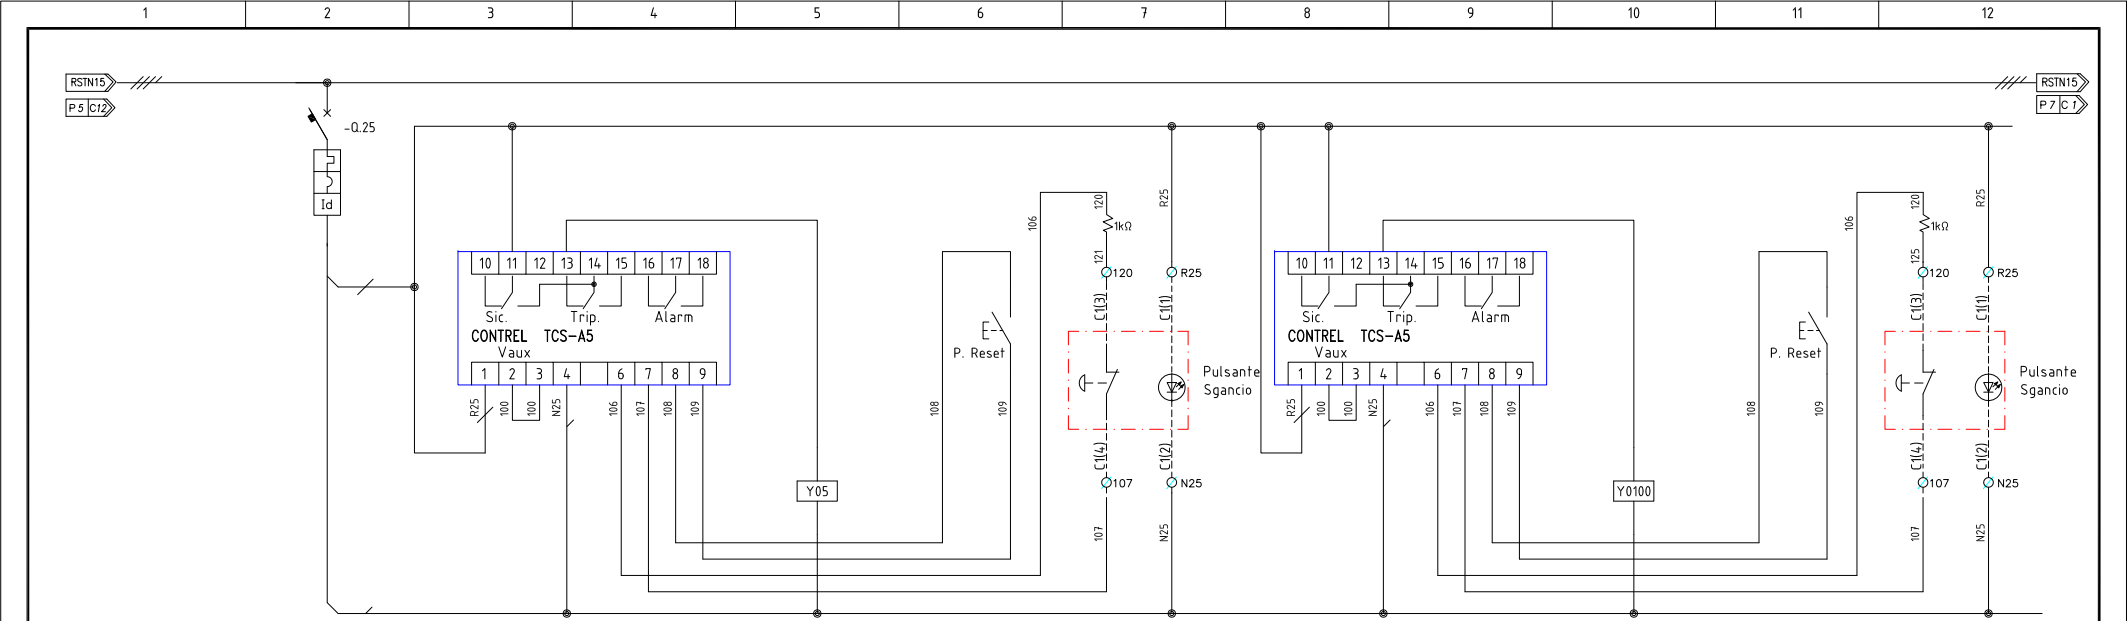 1 2 3 4 5 6 7 8 9 10 11 12
RSTN15 RSTN15
P 5 C12 P 7 C 1
-Q.25
Id
120 R25 120 R25
106 106
1kΩ 1kΩ
121 125
10 11 12 13 14 15 16 17 18 10 11 12 13 14 15 16 17 18
120 R25 120 R25
C1(3) C1(1) C1(3) C1(1)
Sic. Trip. Alarm Sic. Trip. Alarm
CONTREL TCS-A5 CONTREL TCS-A5
Vaux P. Reset Vaux P. Reset
1 2 3 4 6 7 8 9 1 2 3 4 6 7 8 9
Pulsante Pulsante
Sgancio Sgancio
R25 100 100 N25 106 107 108 109 108 109 R25 100 100 N25 106 107 108 109 108 109
C1(4) C1(2) C1(4) C1(2)
107 N25 107 N25
Y05 Y0100
107 N25 107 N25